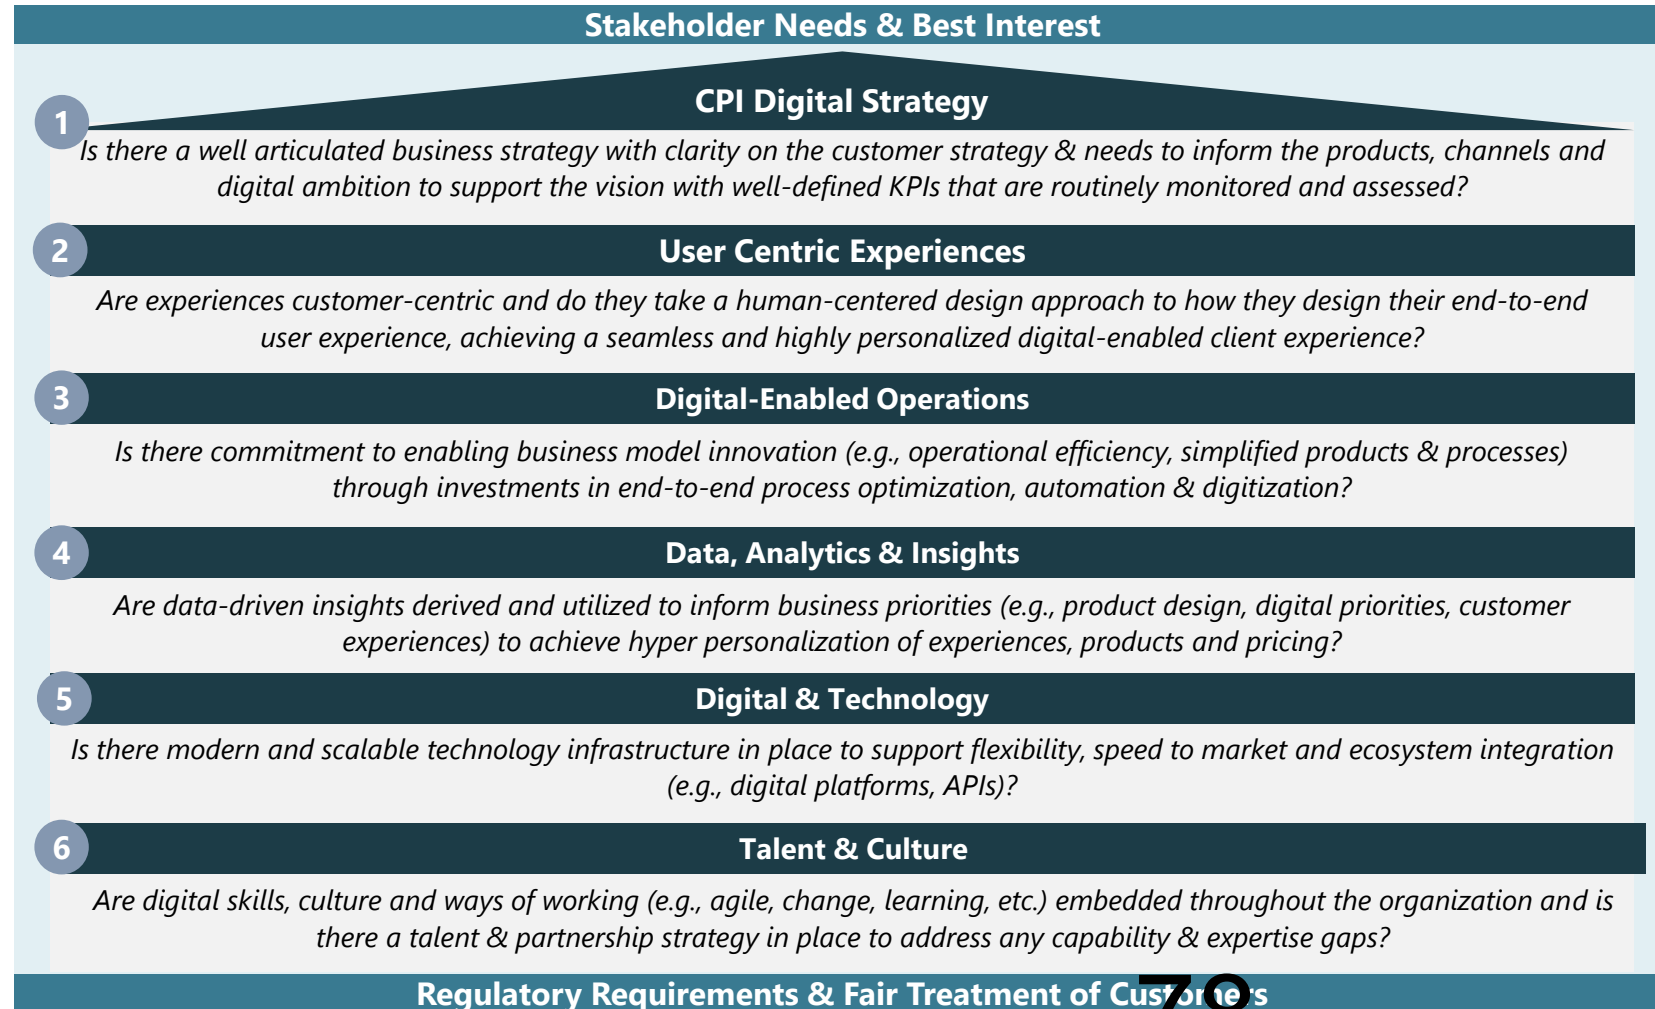 Stakeholder Needs & Best Interest
CPI Digital Strategy
1
Is there a well articulated business strategy with clarity on the customer strategy & needs to inform the products, channels and
digital ambition to support the vision with well-defined KPIs that are routinely monitored and assessed?
2
User Centric Experiences
Are experiences customer-centric and do they take a human-centered design approach to how they design their end-to-end
user experience, achieving a seamless and highly personalized digital-enabled client experience?
3
Digital-Enabled Operations
Is there commitment to enabling business model innovation (e.g., operational efficiency, simplified products & processes)
through investments in end-to-end process optimization, automation & digitization?
4
Data, Analytics & Insights
Are data-driven insights derived and utilized to inform business priorities (e.g., product design, digital priorities, customer
experiences) to achieve hyper personalization of experiences, products and pricing?
5
Digital & Technology
Is there modern and scalable technology infrastructure in place to support flexibility, speed to market and ecosystem integration
(e.g., digital platforms, APIs)?
6
Talent & Culture
Are digital skills, culture and ways of working (e.g., agile, change, learning, etc.) embedded throughout the organization and is
there a talent & partnership strategy in place to address any capability & expertise gaps?
Regulatory Requirements & Fair Treatment of Customers
78